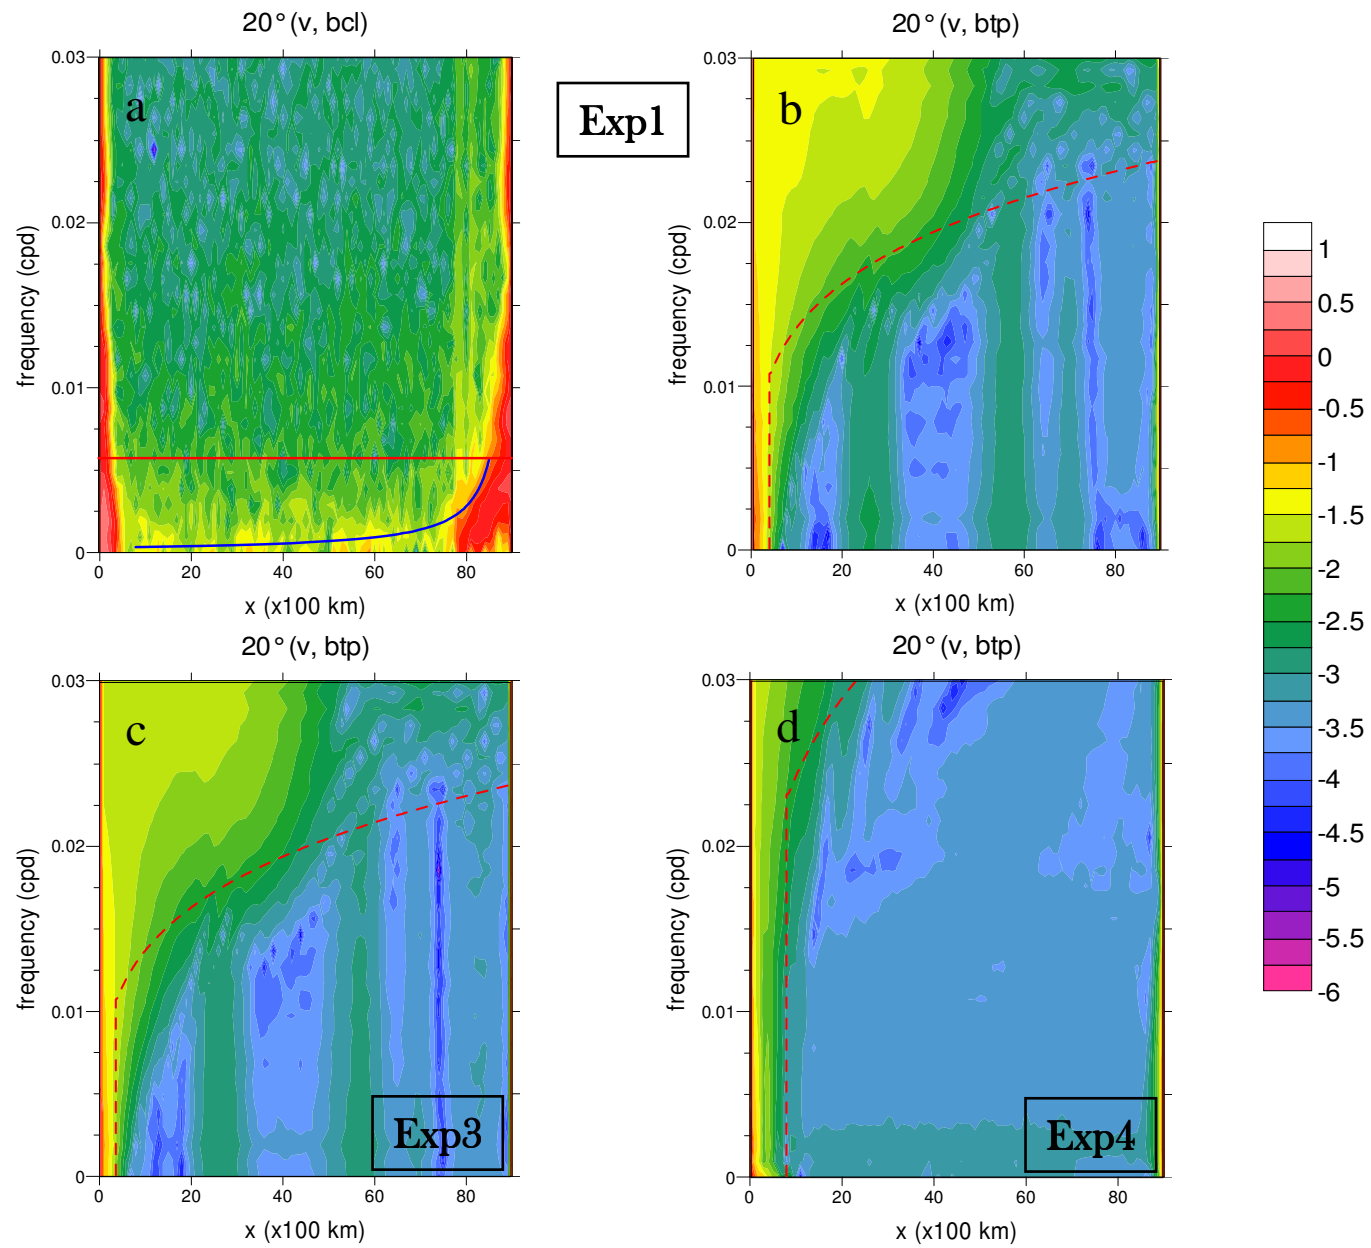 20° (v, bcl)
a
0.03
0.02
0.01
0
frequency (cpd)
0 20 40 60 80
x (x100 km)
Exp1
20° (v, btp)
b
0.03
0.02
0.01
0
frequency (cpd)
0 20 40 60 80
x (x100 km)
20° (v, btp)
c
0.03
0.02
0.01
0
frequency (cpd)
Exp3
0 20 40 60 80
x (x100 km)
20° (v, btp)
d
0.03
0.02
0.01
0
frequency (cpd)
Exp4
0 20 40 60 80
x (x100 km)
1
0.5
0
-0.5
-1
-1.5
-2
-2.5
-3
-3.5
-4
-4.5
-5
-5.5
-6